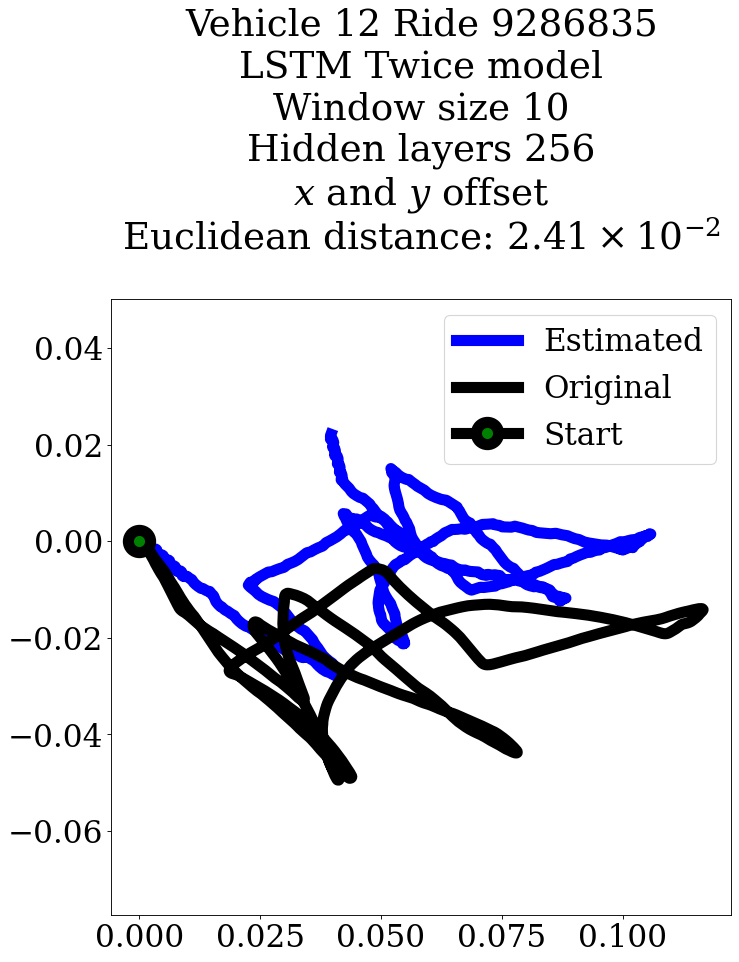 Vehicle 12 Ride 9286835
LSTM Twice model
Window size 10
Hidden layers 256
x and y offset
Euclidean distance: 2.41 × 10⁻²
Estimated
Original
Start
0.04
0.02
0.00
−0.02
−0.04
−0.06
0.000 0.025 0.050 0.075 0.100